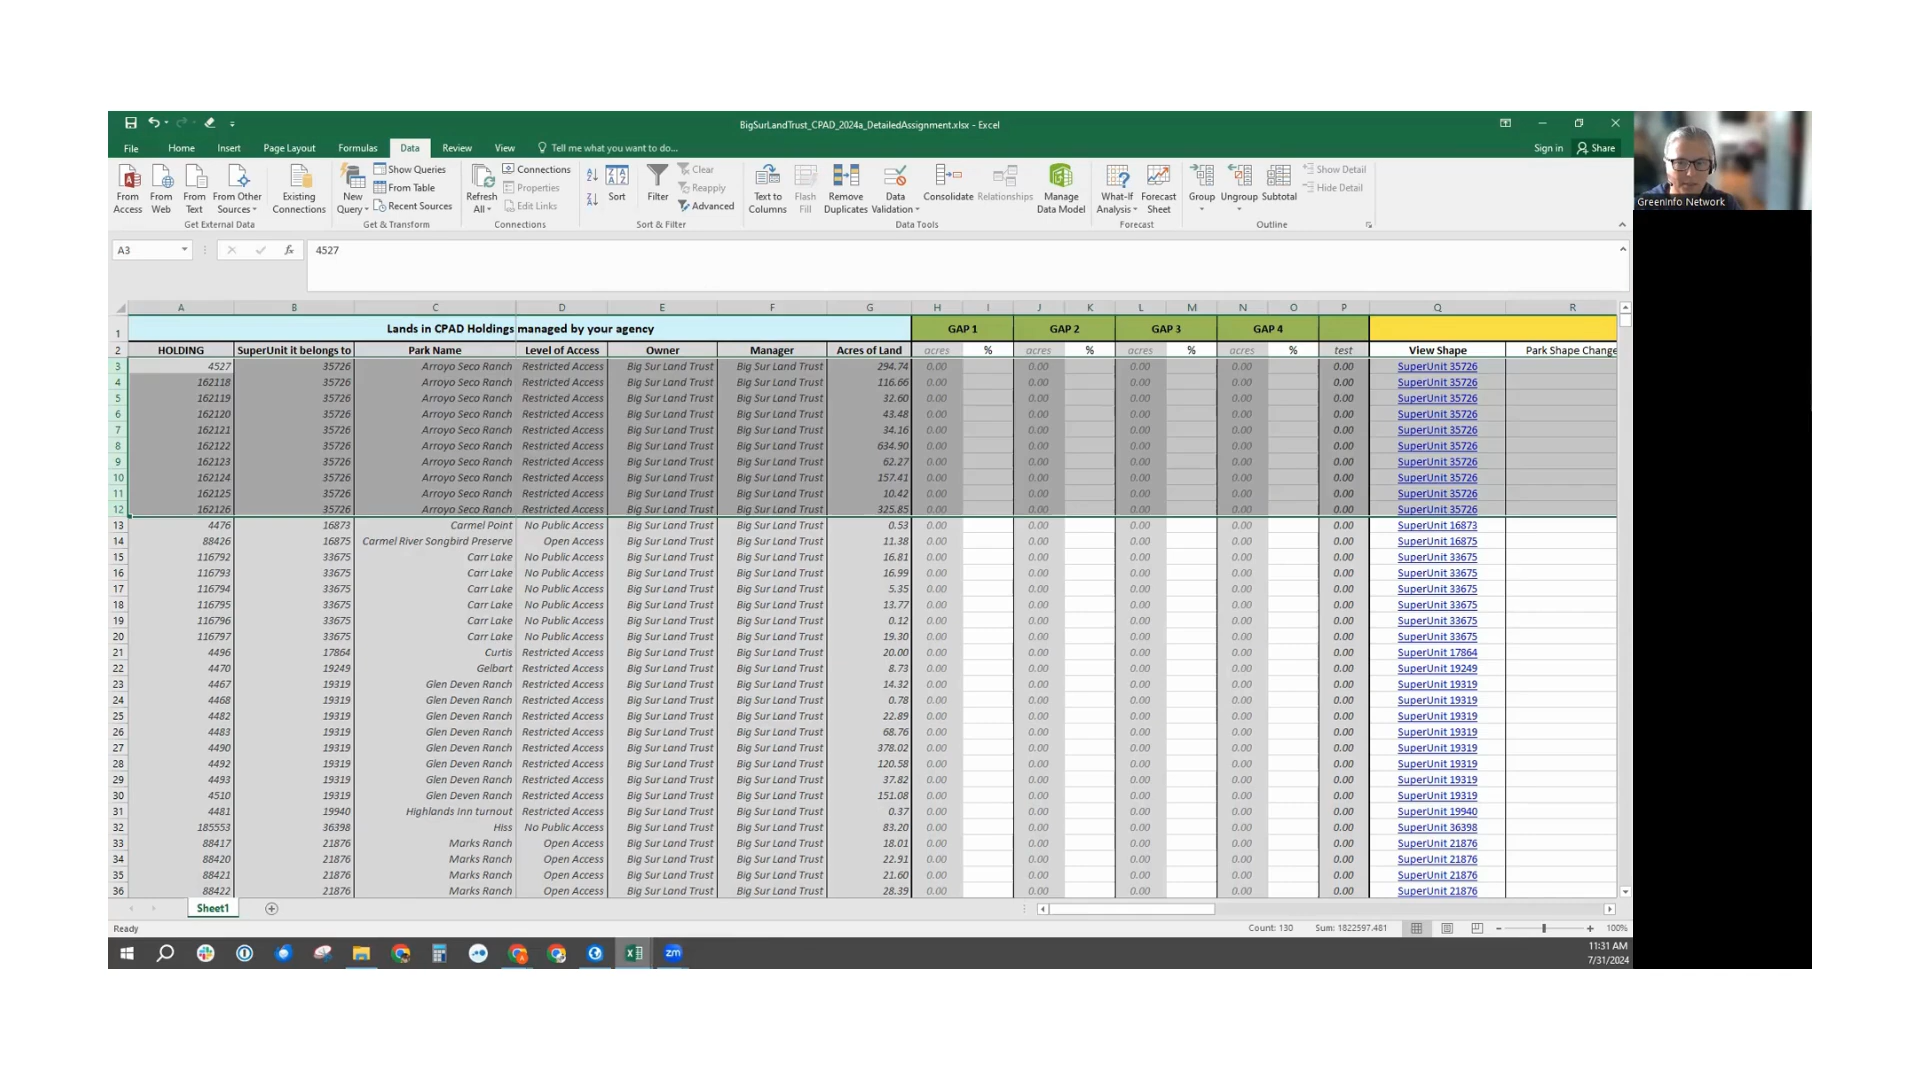 BigSurLandTrust_CPAD_2024a_DetailedAssignment.xlsx - Excel
File Home Insert Page Layout Formulas Data Review View Tell me what you want to do... Sign in Share
From Access From Web From Text From Other Sources Existing Connections New Query Show Queries From Table Recent Sources Refresh All Connections Properties Edit Links Sort Filter Clear Reapply Advanced Text to Columns Flash Fill Remove Duplicates Data Validation Consolidate Relationships Manage Data Model What-If Analysis Forecast Sheet Group Ungroup Subtotal Show Detail Hide Detail
Get External Data Get & Transform Connections Sort & Filter Data Tools Forecast Outline
GreenInfo Network
A3 fx 4527
A B C D E F G H I J K L M N O P Q R
1 Lands in CPAD Holdings managed by your agency GAP 1 GAP 2 GAP 3 GAP 4
2 HOLDING SuperUnit it belongs to Park Name Level of Access Owner Manager Acres of Land acres % acres % acres % acres % test View Shape Park Shape Change
3 4527 35726 Arroyo Seco Ranch Restricted Access Big Sur Land Trust Big Sur Land Trust 294.74 0.00 0.00 0.00 0.00 0.00 SuperUnit 35726
4 162118 35726 Arroyo Seco Ranch Restricted Access Big Sur Land Trust Big Sur Land Trust 116.66 0.00 0.00 0.00 0.00 0.00 SuperUnit 35726
5 162119 35726 Arroyo Seco Ranch Restricted Access Big Sur Land Trust Big Sur Land Trust 32.60 0.00 0.00 0.00 0.00 0.00 SuperUnit 35726
6 162120 35726 Arroyo Seco Ranch Restricted Access Big Sur Land Trust Big Sur Land Trust 43.48 0.00 0.00 0.00 0.00 0.00 SuperUnit 35726
7 162121 35726 Arroyo Seco Ranch Restricted Access Big Sur Land Trust Big Sur Land Trust 34.16 0.00 0.00 0.00 0.00 0.00 SuperUnit 35726
8 162122 35726 Arroyo Seco Ranch Restricted Access Big Sur Land Trust Big Sur Land Trust 634.90 0.00 0.00 0.00 0.00 0.00 SuperUnit 35726
9 162123 35726 Arroyo Seco Ranch Restricted Access Big Sur Land Trust Big Sur Land Trust 62.27 0.00 0.00 0.00 0.00 0.00 SuperUnit 35726
10 162124 35726 Arroyo Seco Ranch Restricted Access Big Sur Land Trust Big Sur Land Trust 157.41 0.00 0.00 0.00 0.00 0.00 SuperUnit 35726
11 162125 35726 Arroyo Seco Ranch Restricted Access Big Sur Land Trust Big Sur Land Trust 10.42 0.00 0.00 0.00 0.00 0.00 SuperUnit 35726
12 162126 35726 Arroyo Seco Ranch Restricted Access Big Sur Land Trust Big Sur Land Trust 325.85 0.00 0.00 0.00 0.00 0.00 SuperUnit 35726
13 4476 16873 Carmel Point No Public Access Big Sur Land Trust Big Sur Land Trust 0.53 0.00 0.00 0.00 0.00 0.00 SuperUnit 16873
14 88426 16875 Carmel River Songbird Preserve Open Access Big Sur Land Trust Big Sur Land Trust 11.38 0.00 0.00 0.00 0.00 0.00 SuperUnit 16875
15 116792 33675 Carr Lake No Public Access Big Sur Land Trust Big Sur Land Trust 16.81 0.00 0.00 0.00 0.00 0.00 SuperUnit 33675
16 116793 33675 Carr Lake No Public Access Big Sur Land Trust Big Sur Land Trust 16.99 0.00 0.00 0.00 0.00 0.00 SuperUnit 33675
17 116794 33675 Carr Lake No Public Access Big Sur Land Trust Big Sur Land Trust 5.35 0.00 0.00 0.00 0.00 0.00 SuperUnit 33675
18 116795 33675 Carr Lake No Public Access Big Sur Land Trust Big Sur Land Trust 13.77 0.00 0.00 0.00 0.00 0.00 SuperUnit 33675
19 116796 33675 Carr Lake No Public Access Big Sur Land Trust Big Sur Land Trust 0.12 0.00 0.00 0.00 0.00 0.00 SuperUnit 33675
20 116797 33675 Carr Lake No Public Access Big Sur Land Trust Big Sur Land Trust 19.30 0.00 0.00 0.00 0.00 0.00 SuperUnit 33675
21 4496 17864 Curtis Restricted Access Big Sur Land Trust Big Sur Land Trust 20.00 0.00 0.00 0.00 0.00 0.00 SuperUnit 17864
22 4470 19249 Gelbart Restricted Access Big Sur Land Trust Big Sur Land Trust 8.73 0.00 0.00 0.00 0.00 0.00 SuperUnit 19249
23 4467 19319 Glen Deven Ranch Restricted Access Big Sur Land Trust Big Sur Land Trust 14.32 0.00 0.00 0.00 0.00 0.00 SuperUnit 19319
24 4468 19319 Glen Deven Ranch Restricted Access Big Sur Land Trust Big Sur Land Trust 0.78 0.00 0.00 0.00 0.00 0.00 SuperUnit 19319
25 4482 19319 Glen Deven Ranch Restricted Access Big Sur Land Trust Big Sur Land Trust 22.89 0.00 0.00 0.00 0.00 0.00 SuperUnit 19319
26 4483 19319 Glen Deven Ranch Restricted Access Big Sur Land Trust Big Sur Land Trust 68.76 0.00 0.00 0.00 0.00 0.00 SuperUnit 19319
27 4490 19319 Glen Deven Ranch Restricted Access Big Sur Land Trust Big Sur Land Trust 378.02 0.00 0.00 0.00 0.00 0.00 SuperUnit 19319
28 4492 19319 Glen Deven Ranch Restricted Access Big Sur Land Trust Big Sur Land Trust 120.58 0.00 0.00 0.00 0.00 0.00 SuperUnit 19319
29 4493 19319 Glen Deven Ranch Restricted Access Big Sur Land Trust Big Sur Land Trust 37.82 0.00 0.00 0.00 0.00 0.00 SuperUnit 19319
30 4510 19319 Glen Deven Ranch Restricted Access Big Sur Land Trust Big Sur Land Trust 151.08 0.00 0.00 0.00 0.00 0.00 SuperUnit 19319
31 4481 19940 Highlands Inn turnout Restricted Access Big Sur Land Trust Big Sur Land Trust 0.37 0.00 0.00 0.00 0.00 0.00 SuperUnit 19940
32 185553 36398 Hiss No Public Access Big Sur Land Trust Big Sur Land Trust 83.20 0.00 0.00 0.00 0.00 0.00 SuperUnit 36398
33 88417 21876 Marks Ranch Open Access Big Sur Land Trust Big Sur Land Trust 18.01 0.00 0.00 0.00 0.00 0.00 SuperUnit 21876
34 88420 21876 Marks Ranch Open Access Big Sur Land Trust Big Sur Land Trust 22.91 0.00 0.00 0.00 0.00 0.00 SuperUnit 21876
35 88421 21876 Marks Ranch Open Access Big Sur Land Trust Big Sur Land Trust 21.60 0.00 0.00 0.00 0.00 0.00 SuperUnit 21876
36 88422 21876 Marks Ranch Open Access Big Sur Land Trust Big Sur Land Trust 28.39 0.00 0.00 0.00 0.00 0.00 SuperUnit 21876
Sheet1
Ready Count: 130 Sum: 1822597.481 100%
zm 11:31 AM
7/31/2024